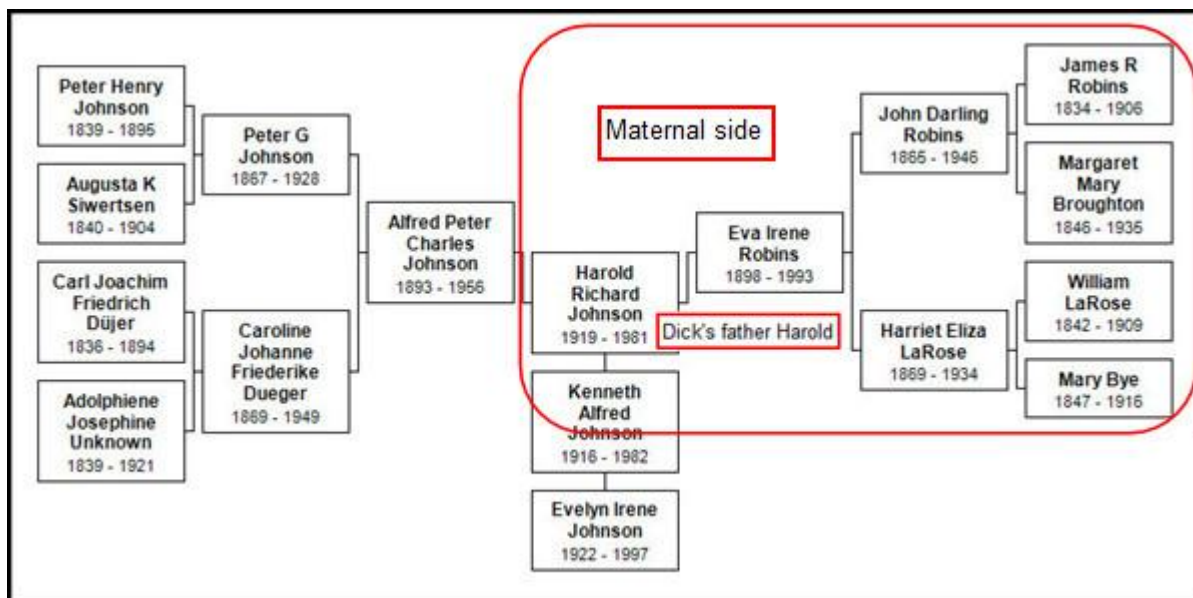 Peter Henry
Johnson
1839 - 1895
Augusta K
Siwertsen
1840 - 1904
Carl Joachim
Friedrich
Düjer
1836 - 1894
Adolphiene
Josephine
Unknown
1839 - 1921
Peter G
Johnson
1867 - 1928
Caroline
Johanne
Friederike
Dueger
1869 - 1949
Alfred Peter
Charles
Johnson
1893 - 1956
Maternal side
Harold
Richard
Johnson
1919 - 1981
Dick's father Harold
Kenneth
Alfred
Johnson
1916 - 1982
Evelyn Irene
Johnson
1922 - 1997
Eva Irene
Robins
1898 - 1993
John Darling
Robins
1865 - 1946
Harriet Eliza
LaRose
1869 - 1934
James R
Robins
1834 - 1906
Margaret
Mary
Broughton
1846 - 1935
William
LaRose
1842 - 1909
Mary Bye
1847 - 1916